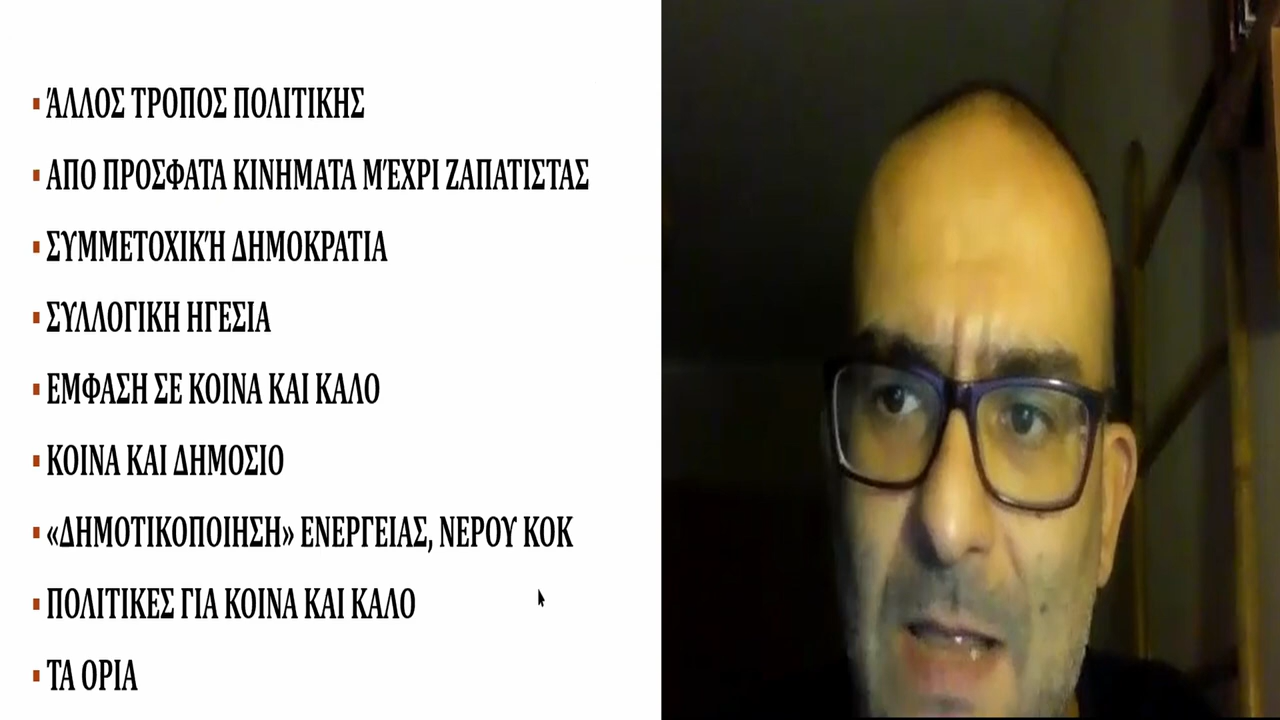 ▪ ΆΛΛΟΣ ΤΡΟΠΟΣ ΠΟΛΙΤΙΚΗΣ
▪ ΑΠΟ ΠΡΟΣΦΑΤΑ ΚΙΝΗΜΑΤΑ ΜΈΧΡΙ ΖΑΠΑΤΙΣΤΑΣ
▪ ΣΥΜΜΕΤΟΧΙΚΉ ΔΗΜΟΚΡΑΤΙΑ
▪ ΣΥΛΛΟΓΙΚΗ ΗΓΕΣΙΑ
▪ ΕΜΦΑΣΗ ΣΕ ΚΟΙΝΑ ΚΑΙ ΚΑΛΟ
▪ ΚΟΙΝΑ ΚΑΙ ΔΗΜΟΣΙΟ
▪ «ΔΗΜΟΤΙΚΟΠΟΙΗΣΗ» ΕΝΕΡΓΕΙΑΣ, ΝΕΡΟΥ ΚΟΚ
▪ ΠΟΛΙΤΙΚΕΣ ΓΙΑ ΚΟΙΝΑ ΚΑΙ ΚΑΛΟ
▪ ΤΑ ΟΡΙΑ